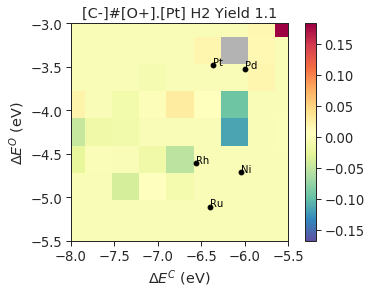 [C-]#[O+].[Pt] H2 Yield 1.1
−3.0
−3.5
−4.0
−4.5
−5.0
−5.5
ΔE^O (eV)
Pt
Pd
Rh
Ni
Ru
−8.0 −7.5 −7.0 −6.5 −6.0 −5.5
ΔE^C (eV)
0.15
0.10
0.05
0.00
−0.05
−0.10
−0.15